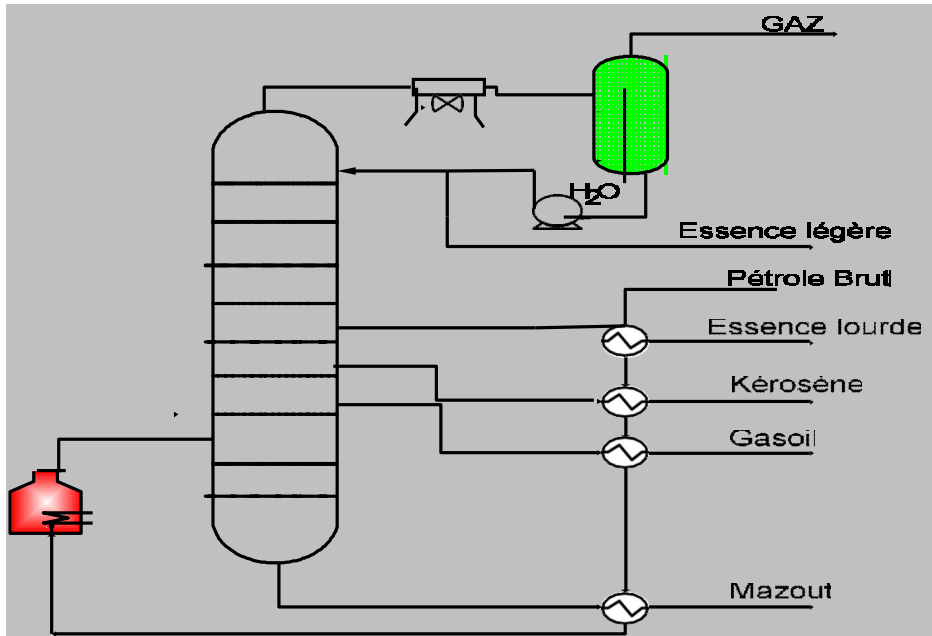 GAZ
H2O
Essence légère
Pétrole Brut
Essence lourde
Kérosène
Gasoil
Mazout